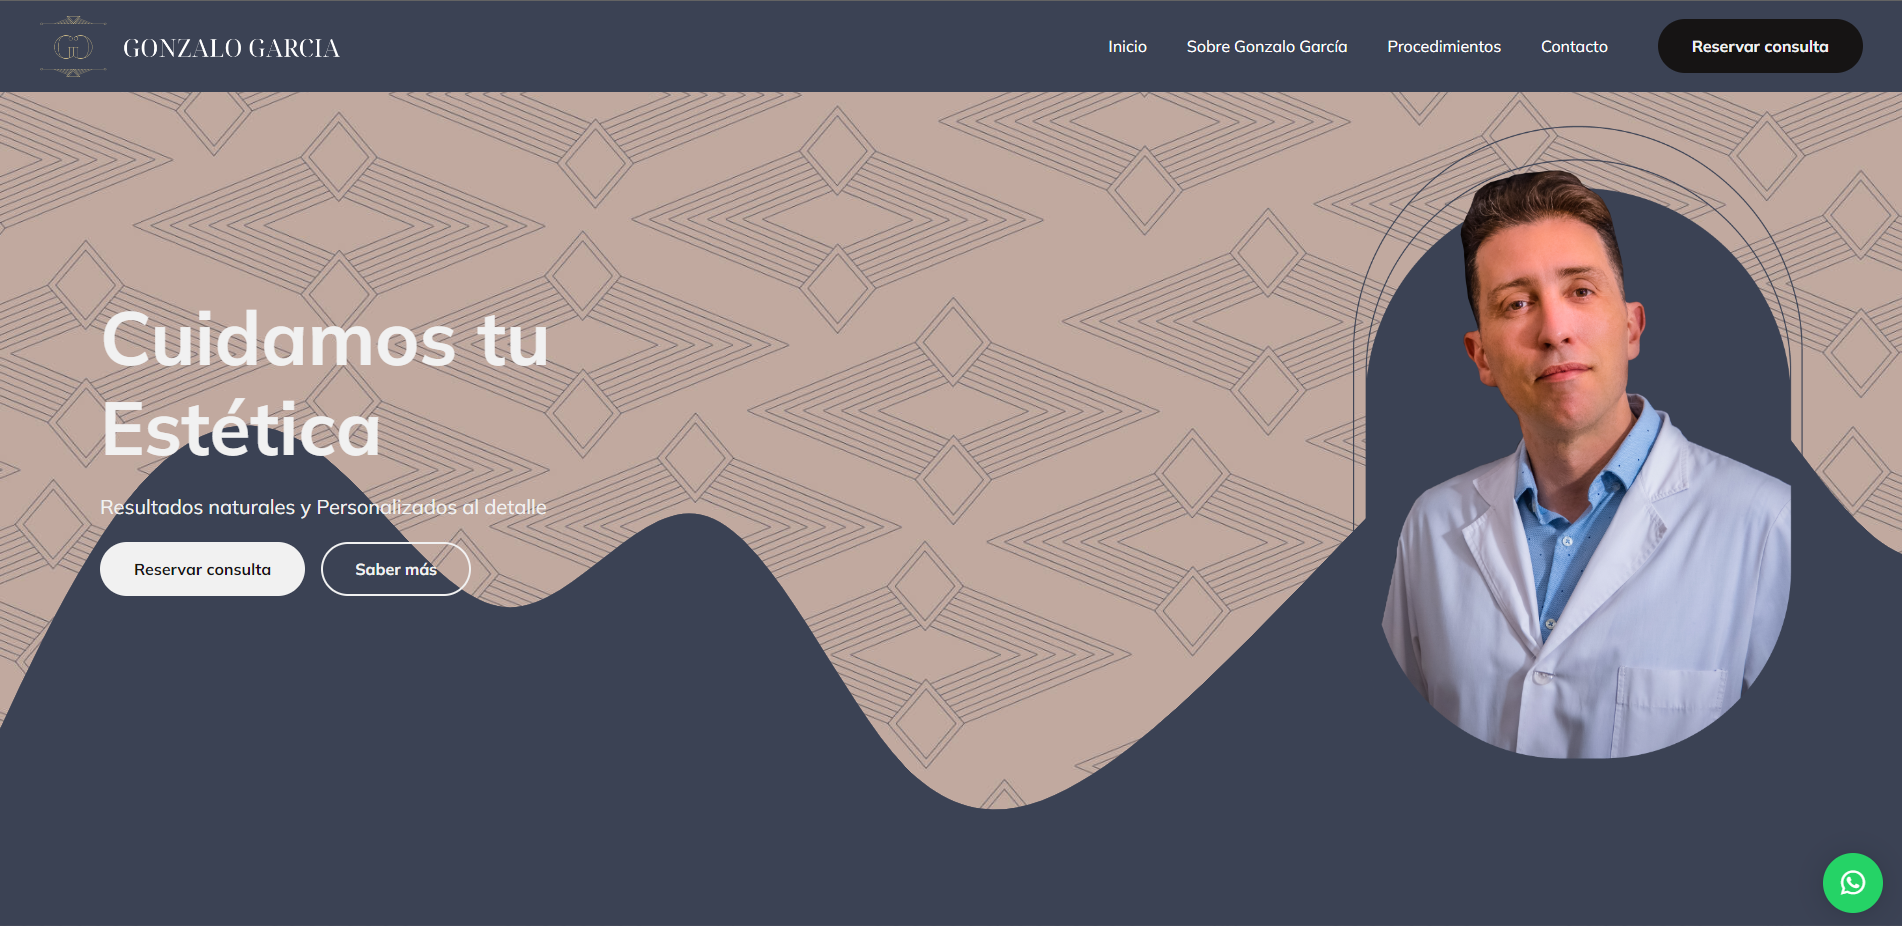 GONZALO GARCIA
Inicio
Sobre Gonzalo García
Procedimientos
Contacto
Reservar consulta
Cuidamos tu
Estética
Resultados naturales y Personalizados al detalle
Reservar consulta
Saber más